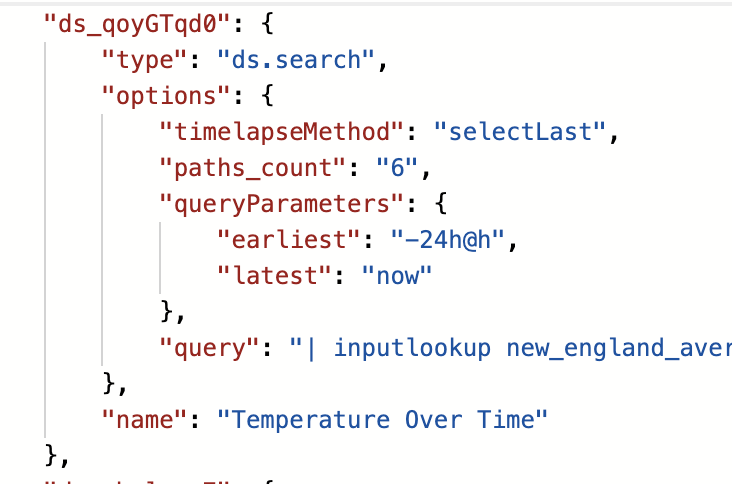 "ds_qoyGTqd0": {
"type": "ds.search",
"options": {
"timelapseMethod": "selectLast",
"paths_count": "6",
"queryParameters": {
"earliest": "-24h@h",
"latest": "now"
},
"query": "| inputlookup new_england_aver
},
"name": "Temperature Over Time"
},